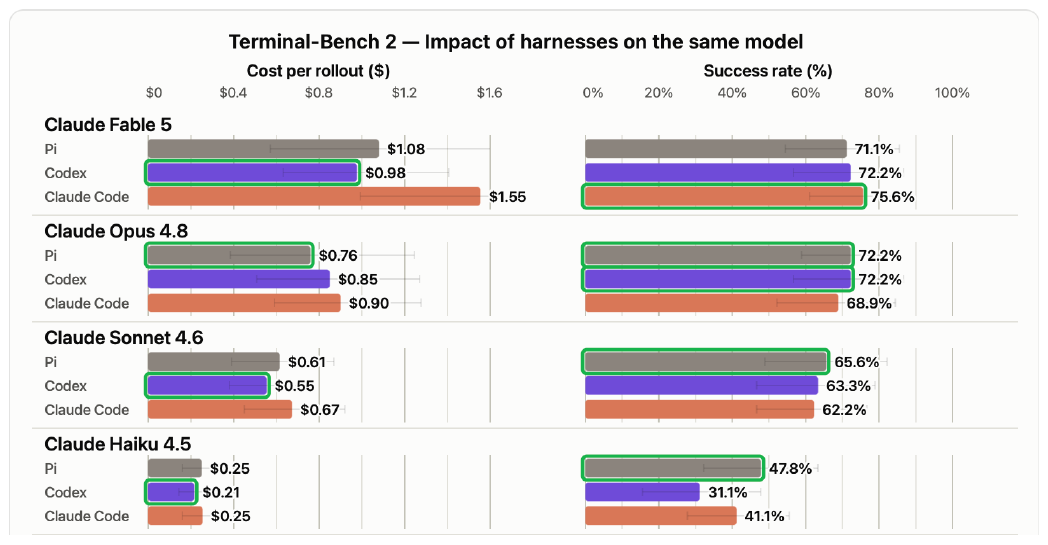 Terminal-Bench 2 — Impact of harnesses on the same model
Cost per rollout ($) Success rate (%)
$0 $0.4 $0.8 $1.2 $1.6 0% 20% 40% 60% 80% 100%
Claude Fable 5
Pi $1.08 71.1%
Codex $0.98 72.2%
Claude Code $1.55 75.6%
Claude Opus 4.8
Pi $0.76 72.2%
Codex $0.85 72.2%
Claude Code $0.90 68.9%
Claude Sonnet 4.6
Pi $0.61 65.6%
Codex $0.55 63.3%
Claude Code $0.67 62.2%
Claude Haiku 4.5
Pi $0.25 47.8%
Codex $0.21 31.1%
Claude Code $0.25 41.1%